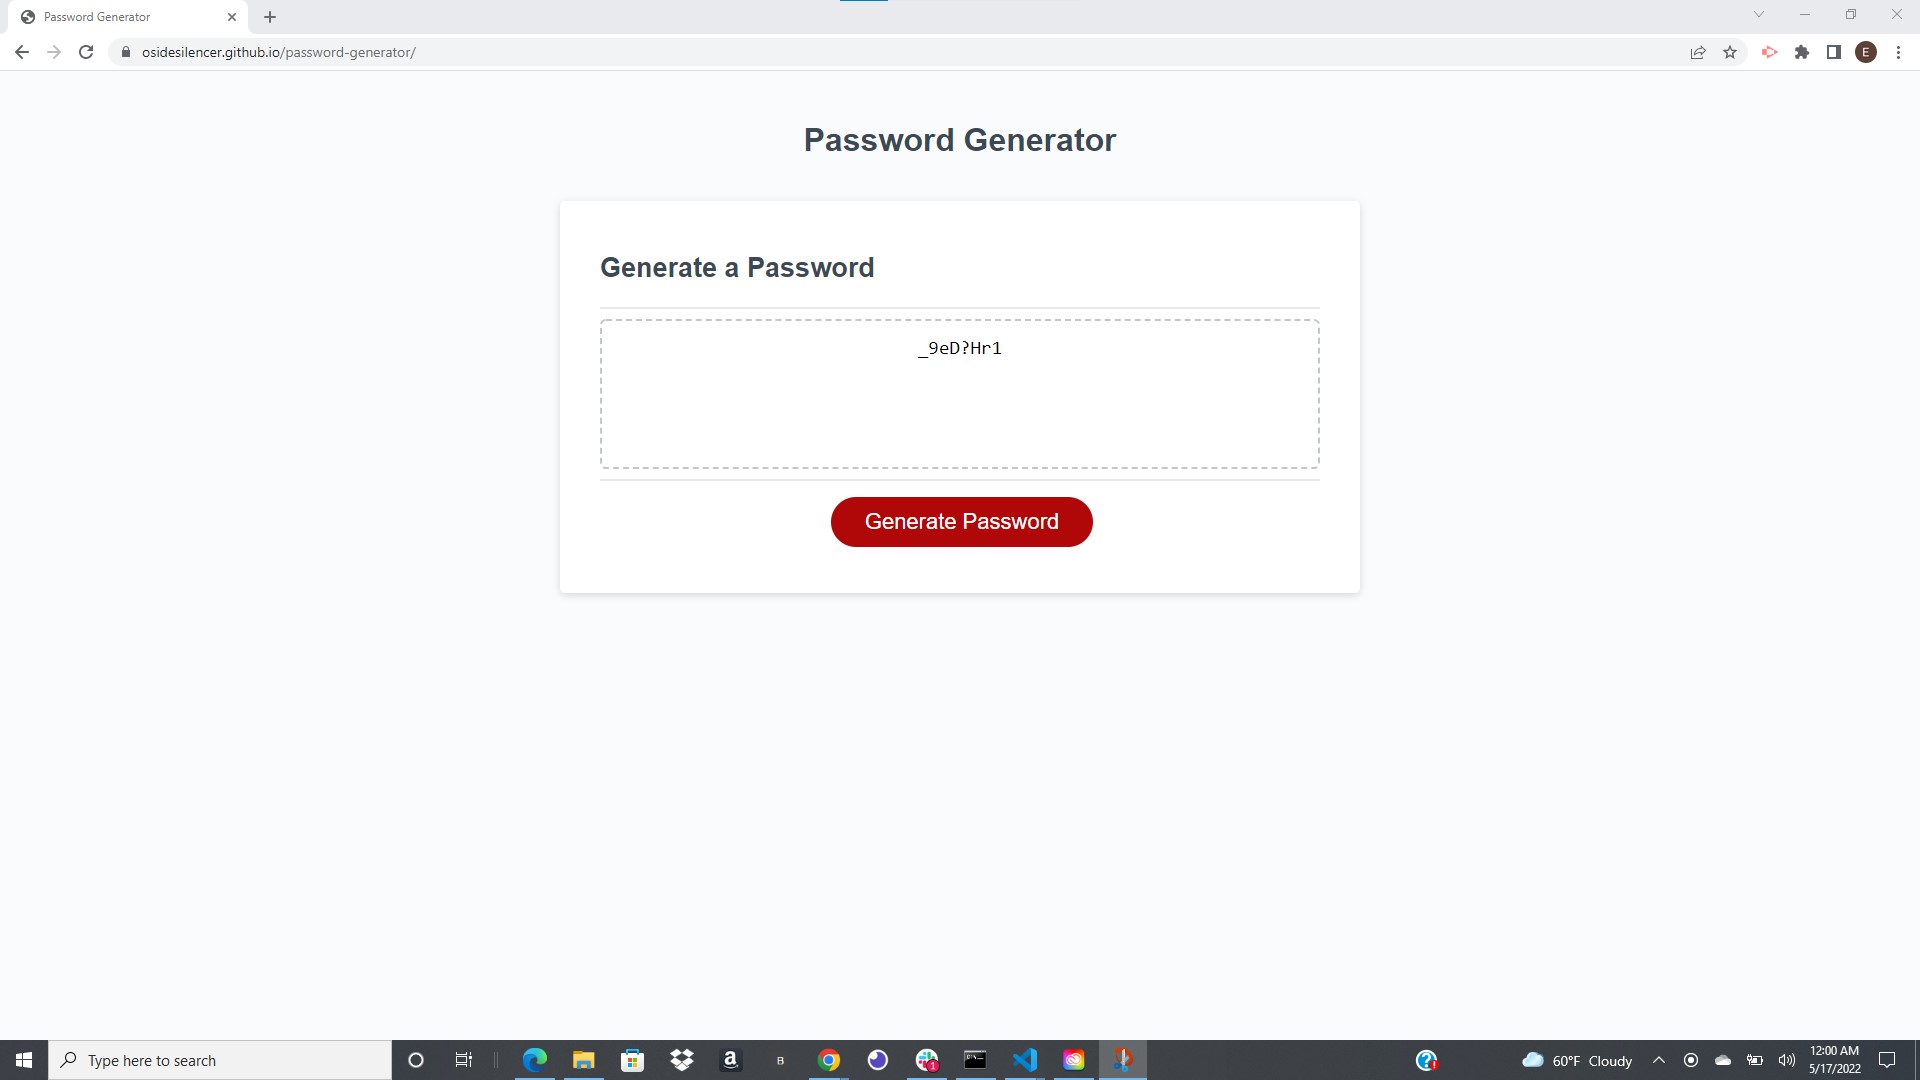 Password Generator
osidesilencer.github.io/password-generator/
E
Password Generator
Generate a Password
_9eD?Hr1
Generate Password
Type here to search
a
B
1
60°F Cloudy
12:00 AM
5/17/2022